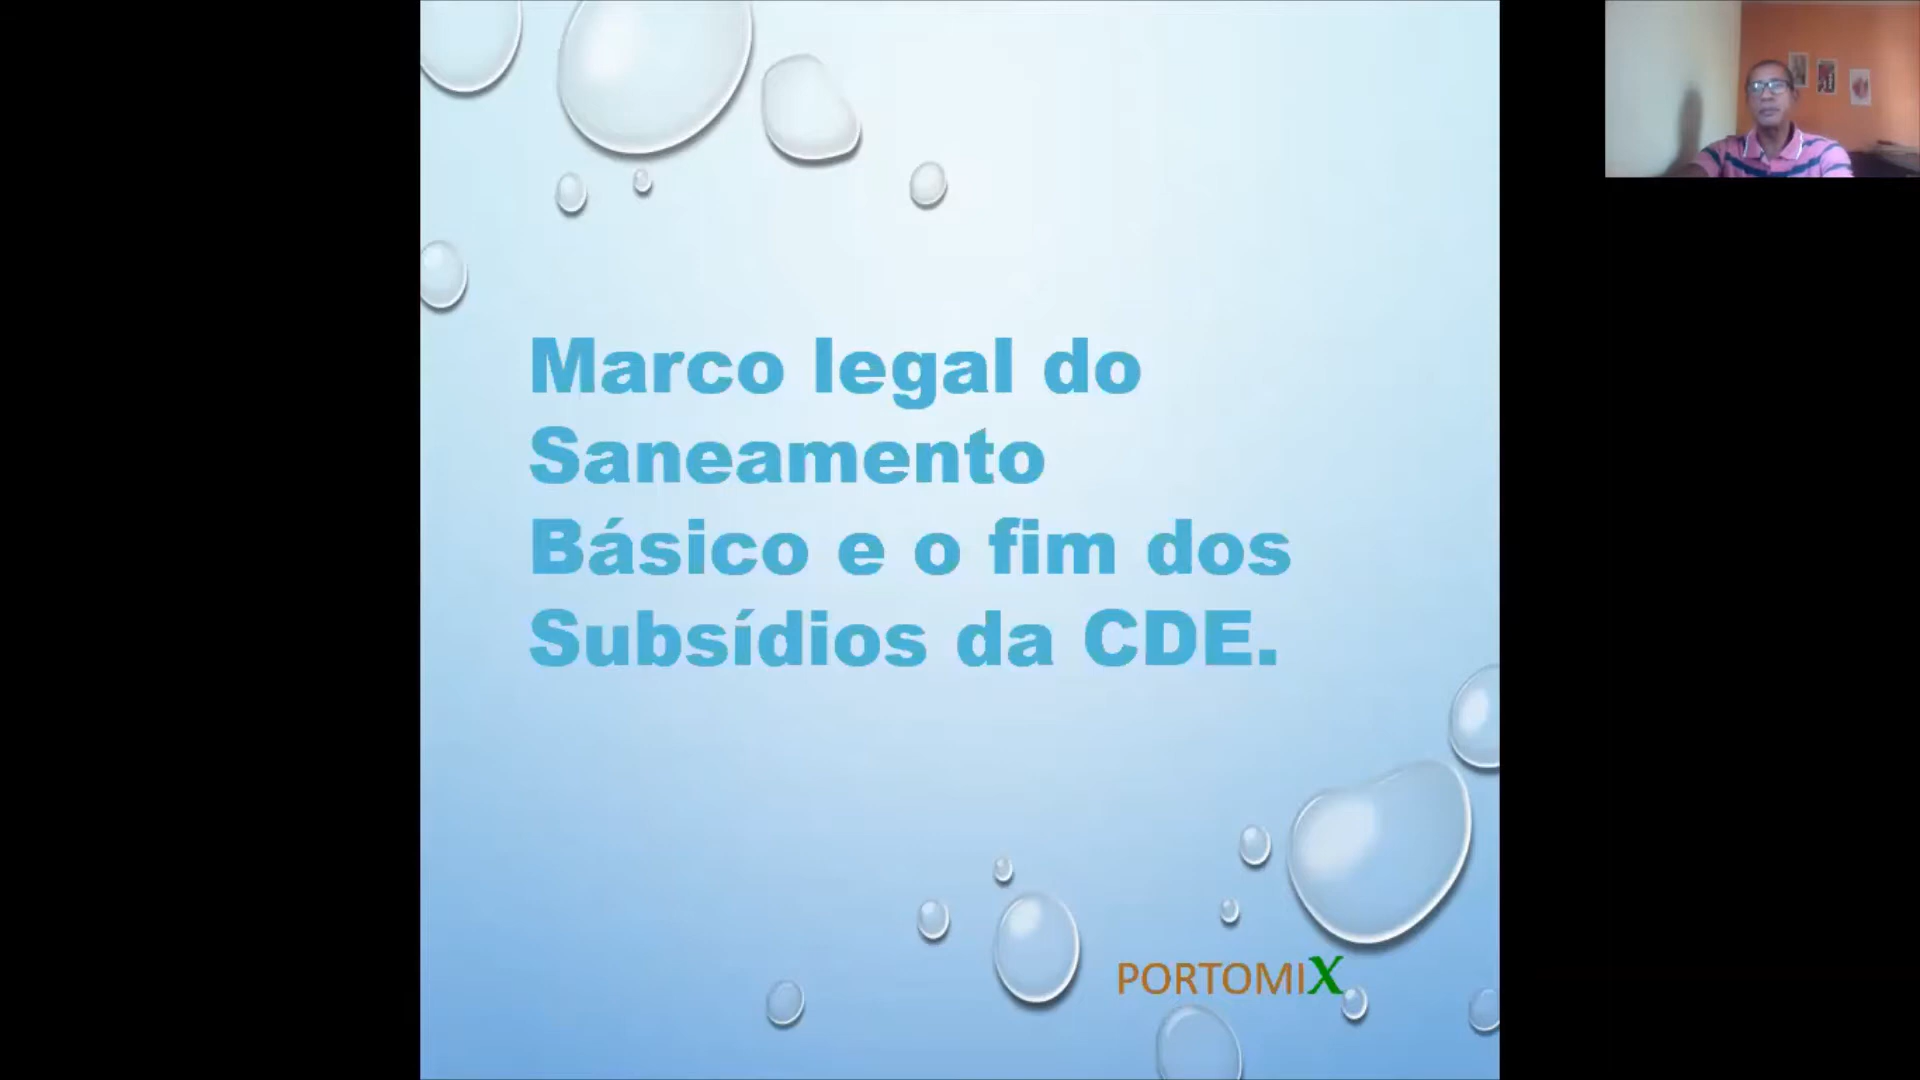 Marco legal do
Saneamento
Básico e o fim dos
Subsídios da CDE.
PORTOMIX